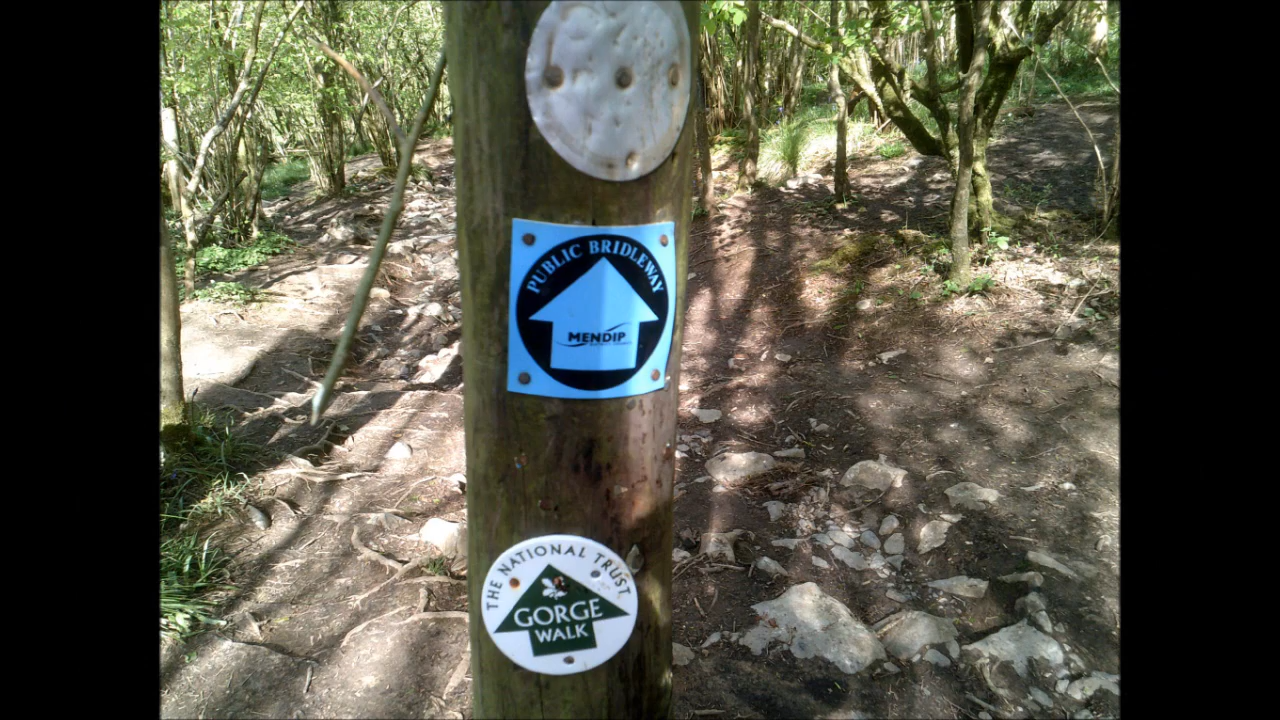 PUBLIC BRIDLEWAY
MENDIP
THE NATIONAL TRUST
GORGE
WALK